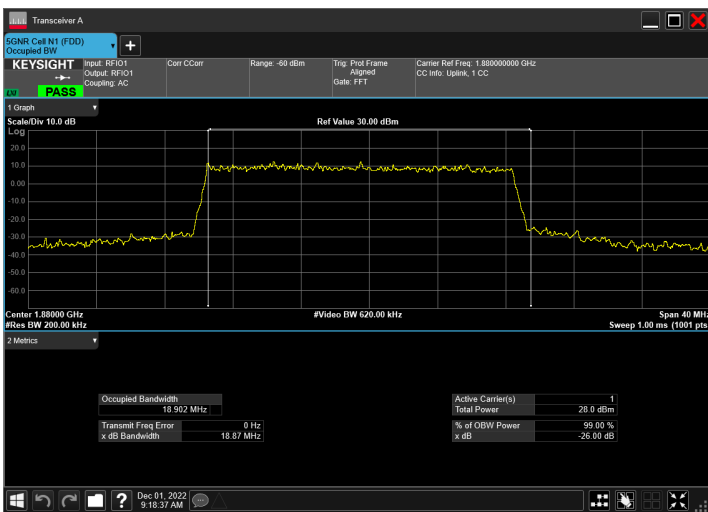 Transceiver A
5GNR Cell N1 (FDD)
Occupied BW
KEYSIGHT
LXI
PASS
Input: RFIO1
Output: RFIO1
Coupling: AC
Corr CCorr
Range: -60 dBm
Trig: Prot Frame
Aligned
Gate: FFT
Carrier Ref Freq: 1.880000000 GHz
CC Info: Uplink, 1 CC
1 Graph
Scale/Div 10.0 dB
Ref Value 30.00 dBm
Log
20.0
10.0
0.00
-10.0
-20.0
-30.0
-40.0
-50.0
-60.0
Center 1.88000 GHz
#Video BW 620.00 kHz
Span 40 MHz
#Res BW 200.00 kHz
Sweep 1.00 ms (1001 pts
2 Metrics
Occupied Bandwidth
18.902 MHz
Transmit Freq Error 0 Hz
x dB Bandwidth 18.87 MHz
Active Carrier(s) 1
Total Power 28.0 dBm
% of OBW Power 99.00 %
x dB -26.00 dB
?
Dec 01, 2022
9:18:37 AM